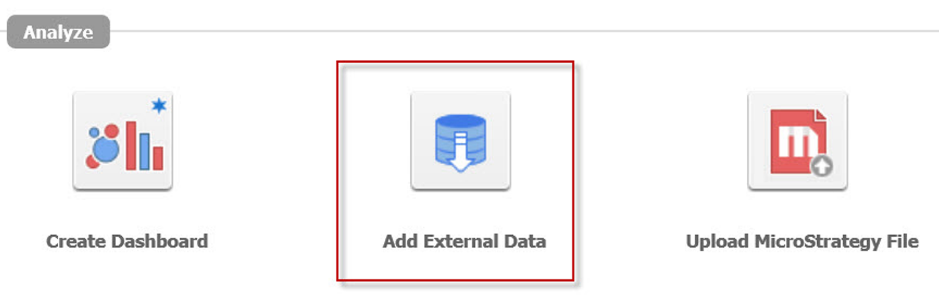 Analyze
Create Dashboard
Add External Data
Upload MicroStrategy File